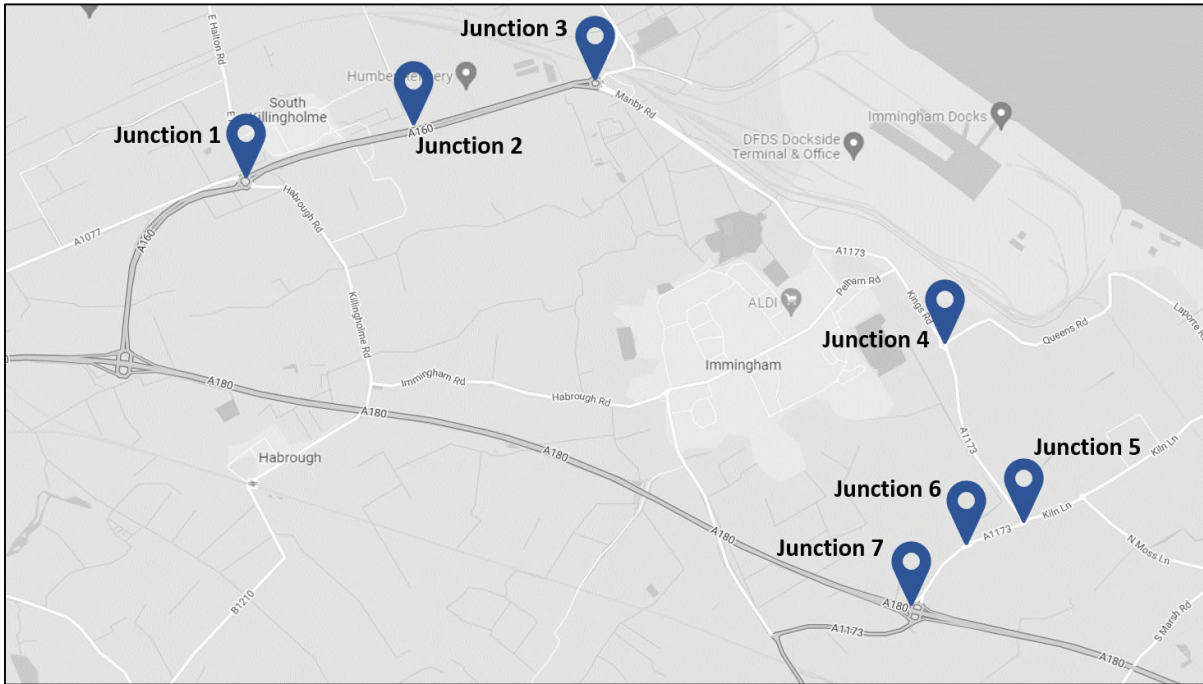 Junction 3
E Halton Rd
Humber Refinery
South
Killingholme
Junction 1
A160
Junction 2
Manby Rd
Immingham Docks
DFDS Dockside
Terminal & Office
Habrough Rd
A1077
A160
A1173
Pelham Rd
Kings Rd
ALDI
Laporte Rd
Queens Rd
Junction 4
Killingholme Rd
Immingham
A180
Immingham Rd
Habrough Rd
A180
A1173
Junction 5
Kiln Ln
Habrough
A180
Junction 6
Kiln Ln
A1173
A180
Junction 7
N Moss Ln
B1210
A180
A1173
S Marsh Rd
A180